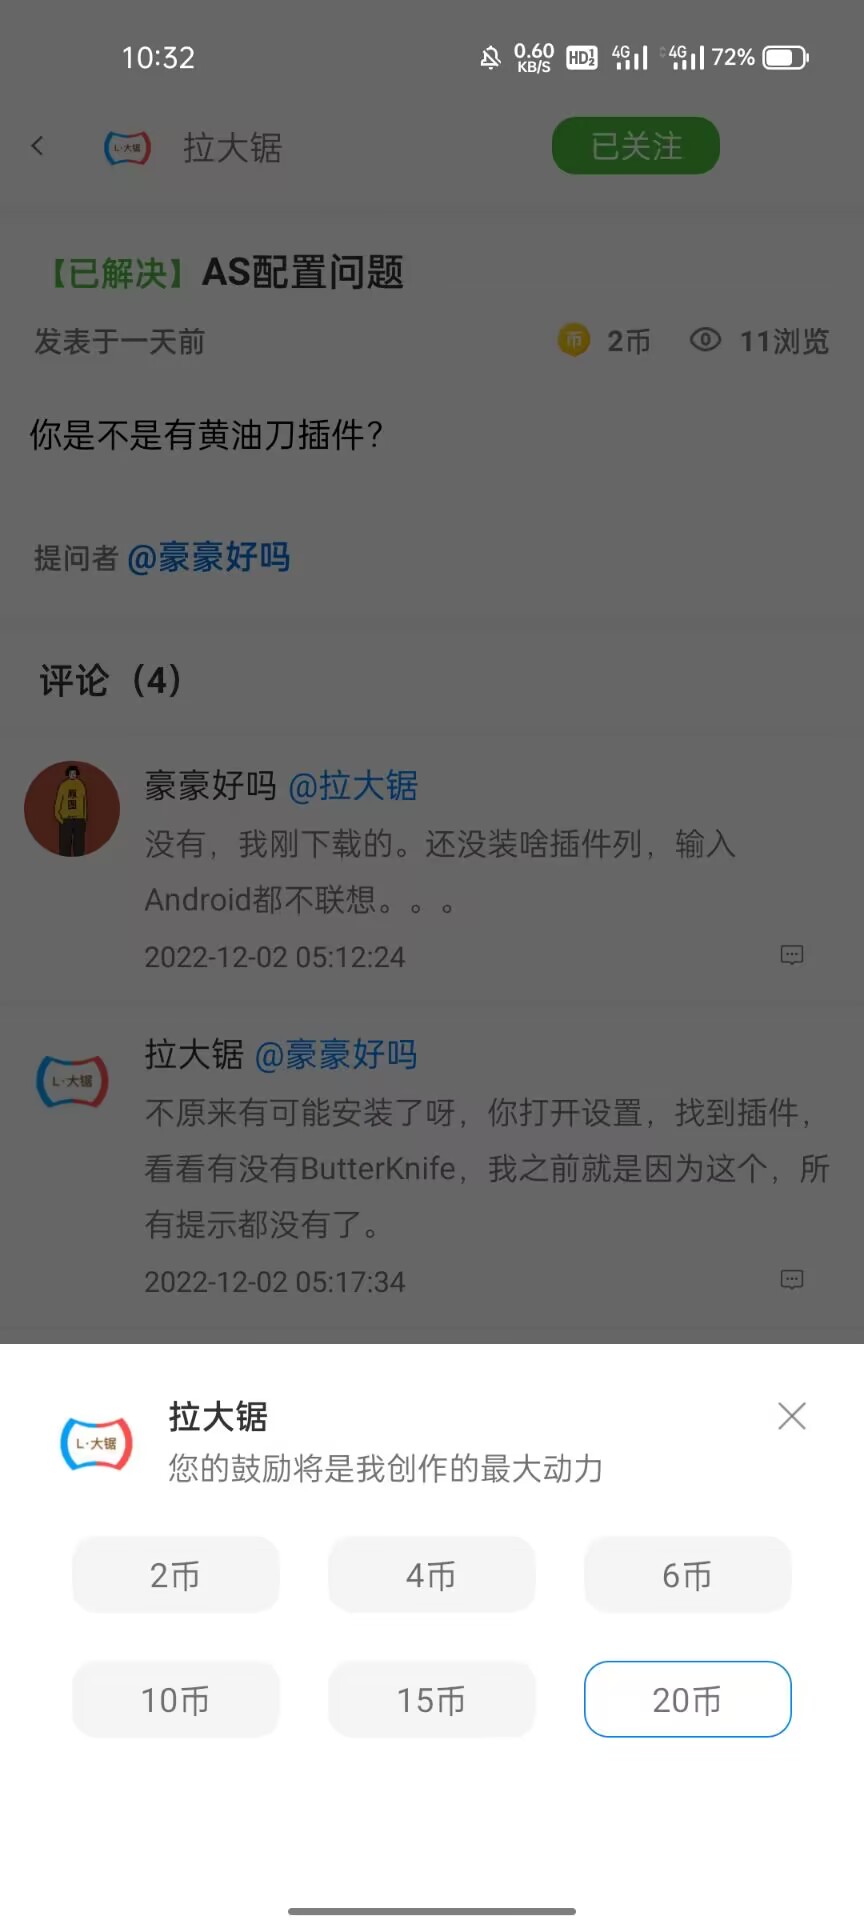 10:32
0.60
KB/S
HD 1
2
4G
4G
72%
L·大锯
拉大锯
已关注
【已解决】AS配置问题
发表于一天前
币
2币
11浏览
你是不是有黄油刀插件？
提问者 @豪豪好吗
评论（4）
豪豪好吗 @拉大锯
没有，我刚下载的。还没装啥插件列，输入
Android都不联想。。。
2022-12-02 05:12:24
L·大锯
拉大锯 @豪豪好吗
不原来有可能安装了呀，你打开设置，找到插件，
看看有没有ButterKnife，我之前就是因为这个，所
有提示都没有了。
2022-12-02 05:17:34
L·大锯
拉大锯
您的鼓励将是我创作的最大动力
2币
4币
6币
10币
15币
20币